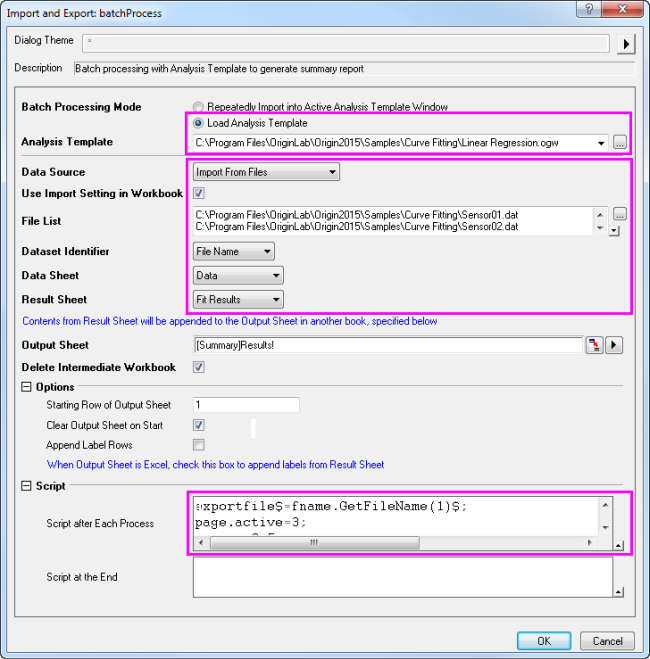 Import and Export: batchProcess
Dialog Theme *
Description Batch processing with Analysis Template to generate summary report
Batch Processing Mode Repeatedly Import into Active Analysis Template Window
Load Analysis Template
Analysis Template C:\Program Files\OriginLab\Origin2015\Samples\Curve Fitting\Linear Regression.ogw
Data Source Import From Files
Use Import Setting in Workbook
File List C:\Program Files\OriginLab\Origin2015\Samples\Curve Fitting\Sensor01.dat
C:\Program Files\OriginLab\Origin2015\Samples\Curve Fitting\Sensor02.dat
Dataset Identifier File Name
Data Sheet Data
Result Sheet Fit Results
Contents from Result Sheet will be appended to the Output Sheet in another book, specified below
Output Sheet [Summary]Results!
Delete Intermediate Workbook
Options
Starting Row of Output Sheet 1
Clear Output Sheet on Start
Append Label Rows
When Output Sheet is Excel, check this box to append labels from Result Sheet
Script
exportfile$=fname.GetFileName(1)$;
Script after Each Process page.active=3;
Script at the End
OK Cancel